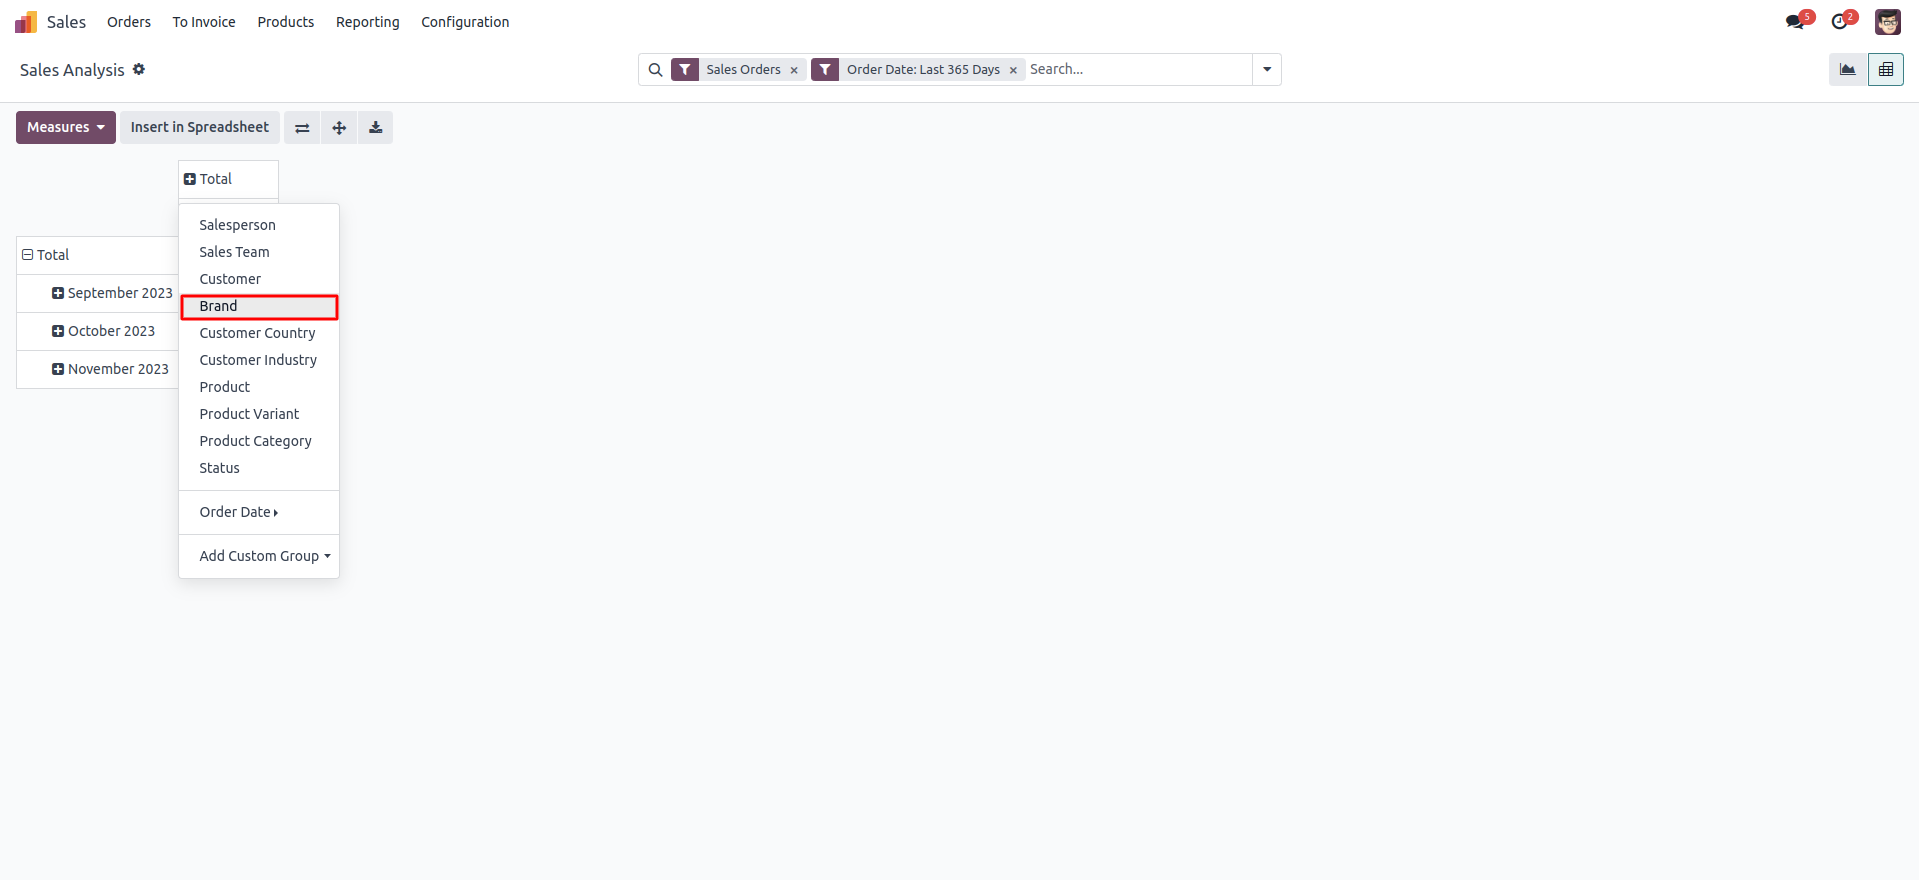 Sales Orders To Invoice Products Reporting Configuration 5 2
Sales Analysis Sales Orders × Order Date: Last 365 Days × Search...
Measures Insert in Spreadsheet
Total
Salesperson
Sales Team
Total
Customer
September 2023
Brand
October 2023
Customer Country
Customer Industry
November 2023
Product
Product Variant
Product Category
Status
Order Date
Add Custom Group